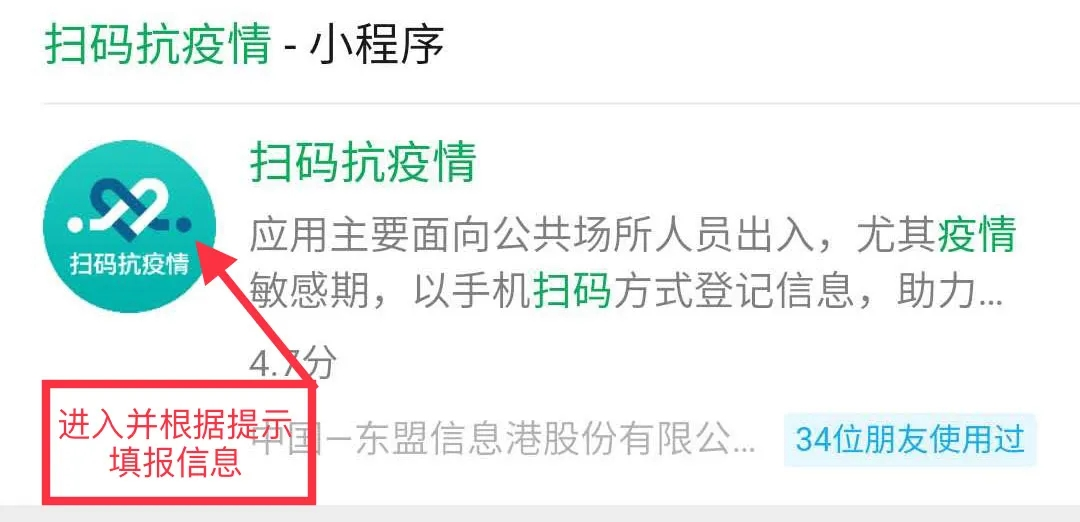 扫码抗疫情 - 小程序
扫码抗疫情
扫码抗疫情
应用主要面向公共场所人员出入，尤其疫情
敏感期，以手机扫码方式登记信息，助力...
4.7分
进入并根据提示
填报信息
中国—东盟信息港股份有限公...
34位朋友使用过